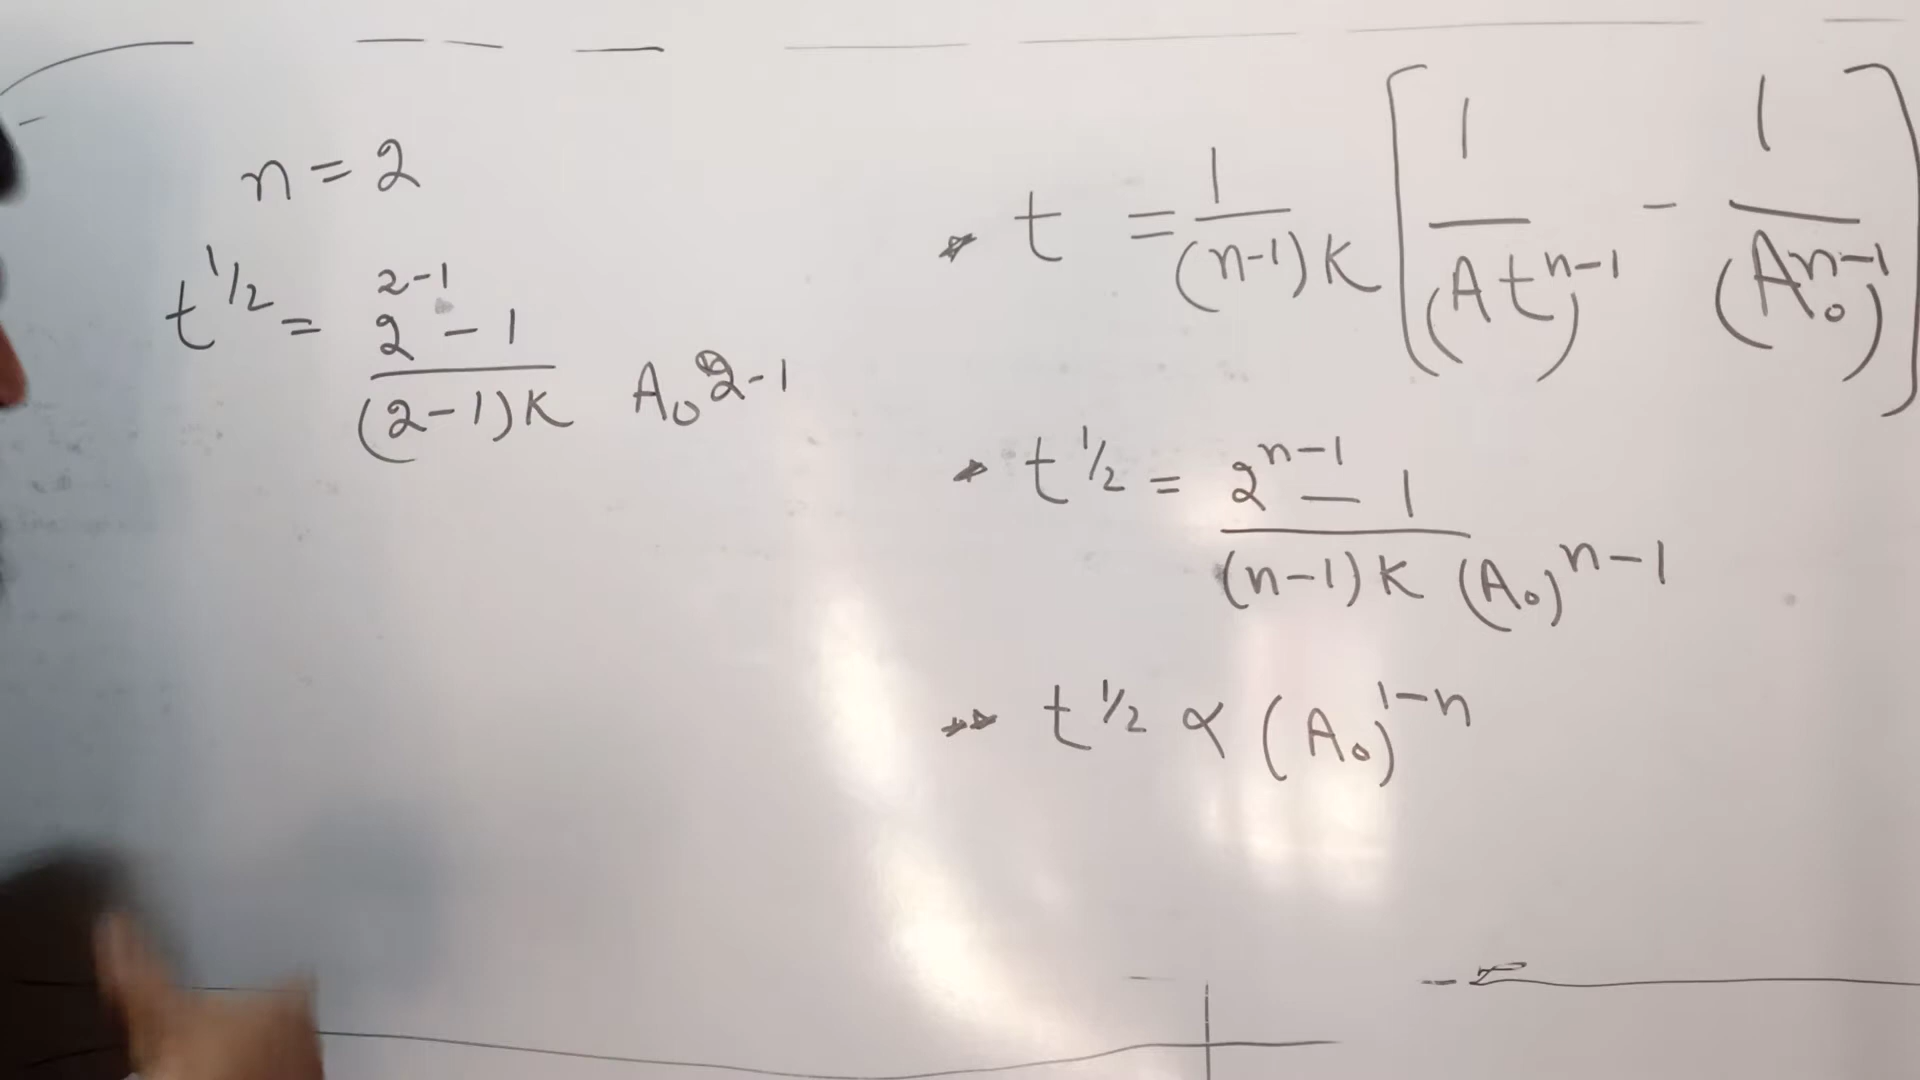 n = 2
t^1/2 = (2^(2-1) - 1) / ((2-1)K A₀^(2-1))
t = 1/((n-1)K) [1/(At)^(n-1) - 1/(A₀^(n-1))]
t^1/2 = (2^(n-1) - 1) / ((n-1)K (A₀)^(n-1))
t^1/2 ∝ (A₀)^(1-n)